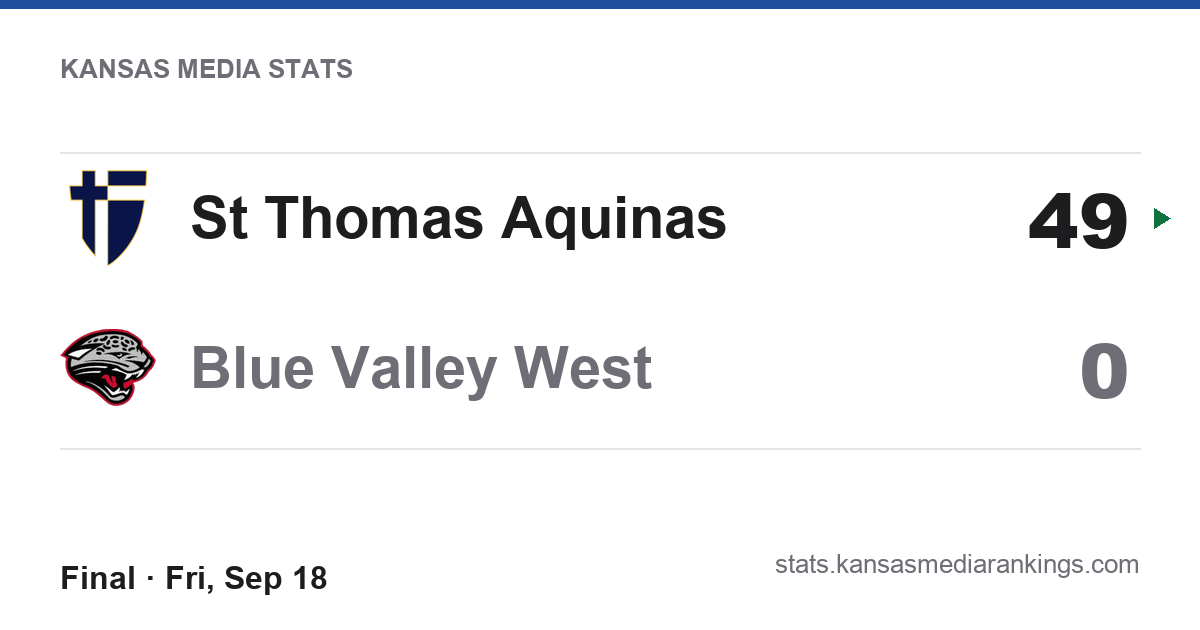 KANSAS MEDIA STATS
St Thomas Aquinas 49
Blue Valley West 0
Final · Fri, Sep 18
stats.kansasmediarankings.com